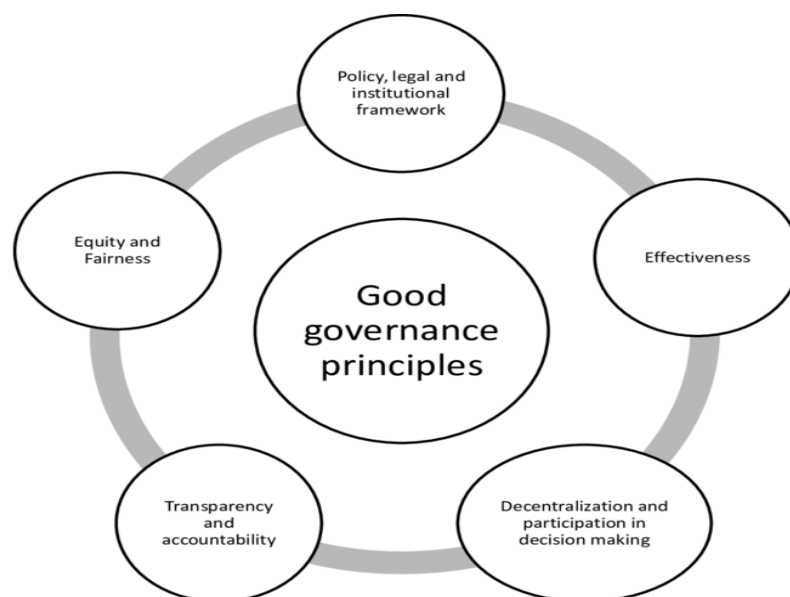 Policy, legal and
institutional
framework
Equity and
Fairness
Effectiveness
Good
governance
principles
Transparency
and
accountability
Decentralization and
participation in
decision making